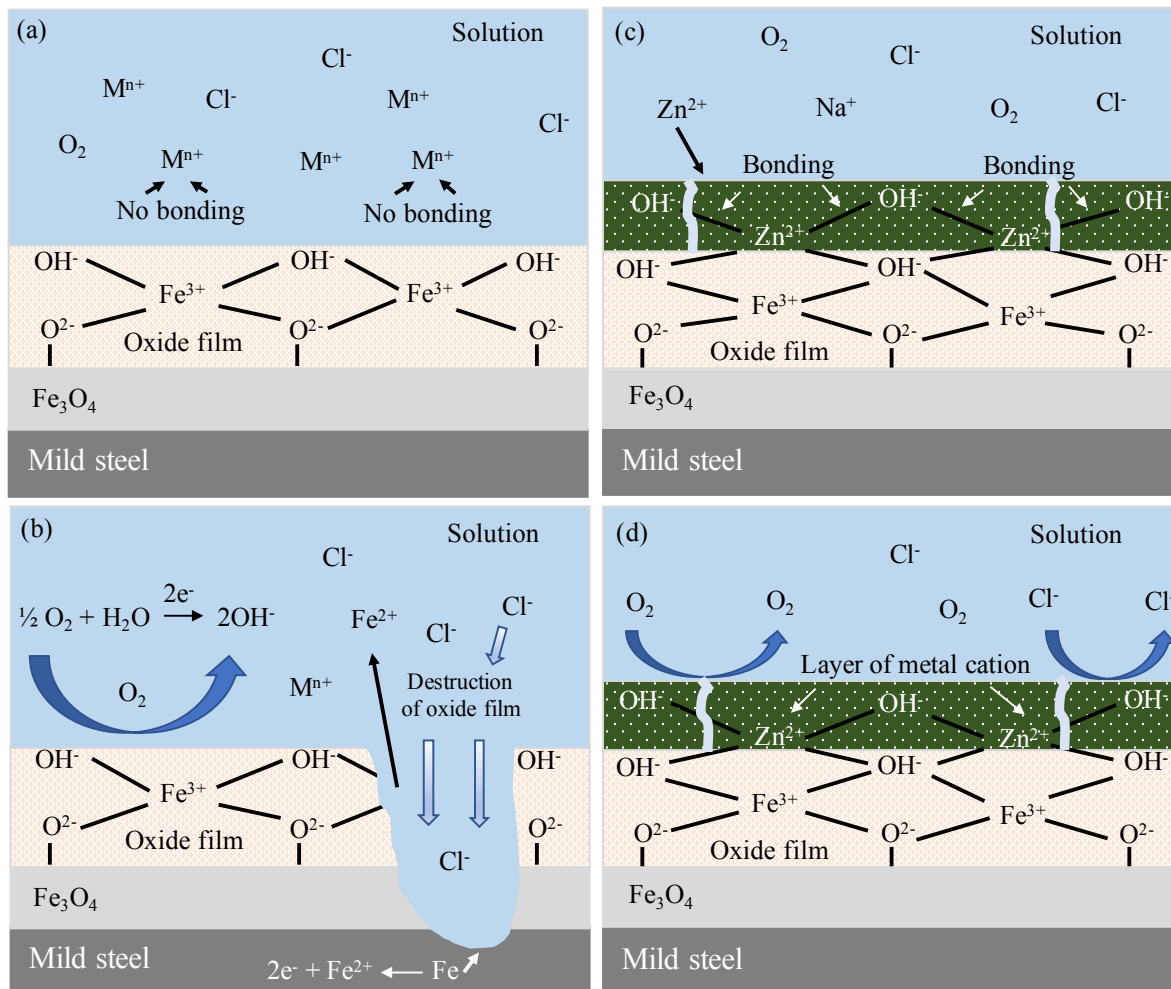 (a)
Solution
Cl⁻
Mⁿ⁺
Cl⁻
Mⁿ⁺
Cl⁻
O₂
Mⁿ⁺
Mⁿ⁺
Mⁿ⁺
No bonding
No bonding
OH⁻
OH⁻
OH⁻
Fe³⁺
Fe³⁺
O²⁻
O²⁻
O²⁻
Oxide film
Fe₃O₄
Mild steel
(b)
Solution
Cl⁻
½ O₂ + H₂O
2e⁻
2OH⁻
Fe²⁺
Cl⁻
Cl⁻
O₂
Mⁿ⁺
Destruction
of oxide film
OH⁻
OH⁻
OH⁻
Fe³⁺
O²⁻
O²⁻
O²⁻
Oxide film
Cl⁻
Fe₃O₄
Mild steel
2e⁻ + Fe²⁺
Fe
(c)
O₂
Cl⁻
Solution
Zn²⁺
Na⁺
O₂
Cl⁻
Bonding
Bonding
OH⁻
OH⁻
OH⁻
Zn²⁺
Zn²⁺
OH⁻
OH⁻
OH⁻
Fe³⁺
Fe³⁺
O²⁻
O²⁻
O²⁻
Oxide film
Fe₃O₄
Mild steel
(d)
Solution
Cl⁻
O₂
O₂
O₂
Cl⁻
Cl⁻
Layer of metal cation
OH⁻
OH⁻
OH⁻
Zn²⁺
Zn²⁺
OH⁻
OH⁻
OH⁻
Fe³⁺
Fe³⁺
O²⁻
O²⁻
O²⁻
Oxide film
Fe₃O₄
Mild steel